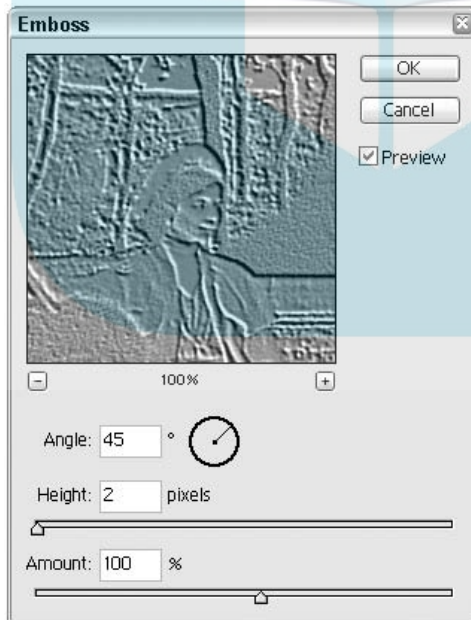 Emboss
OK
Cancel
Preview
100%
Angle: 45 °
Height: 2 pixels
Amount: 100 %